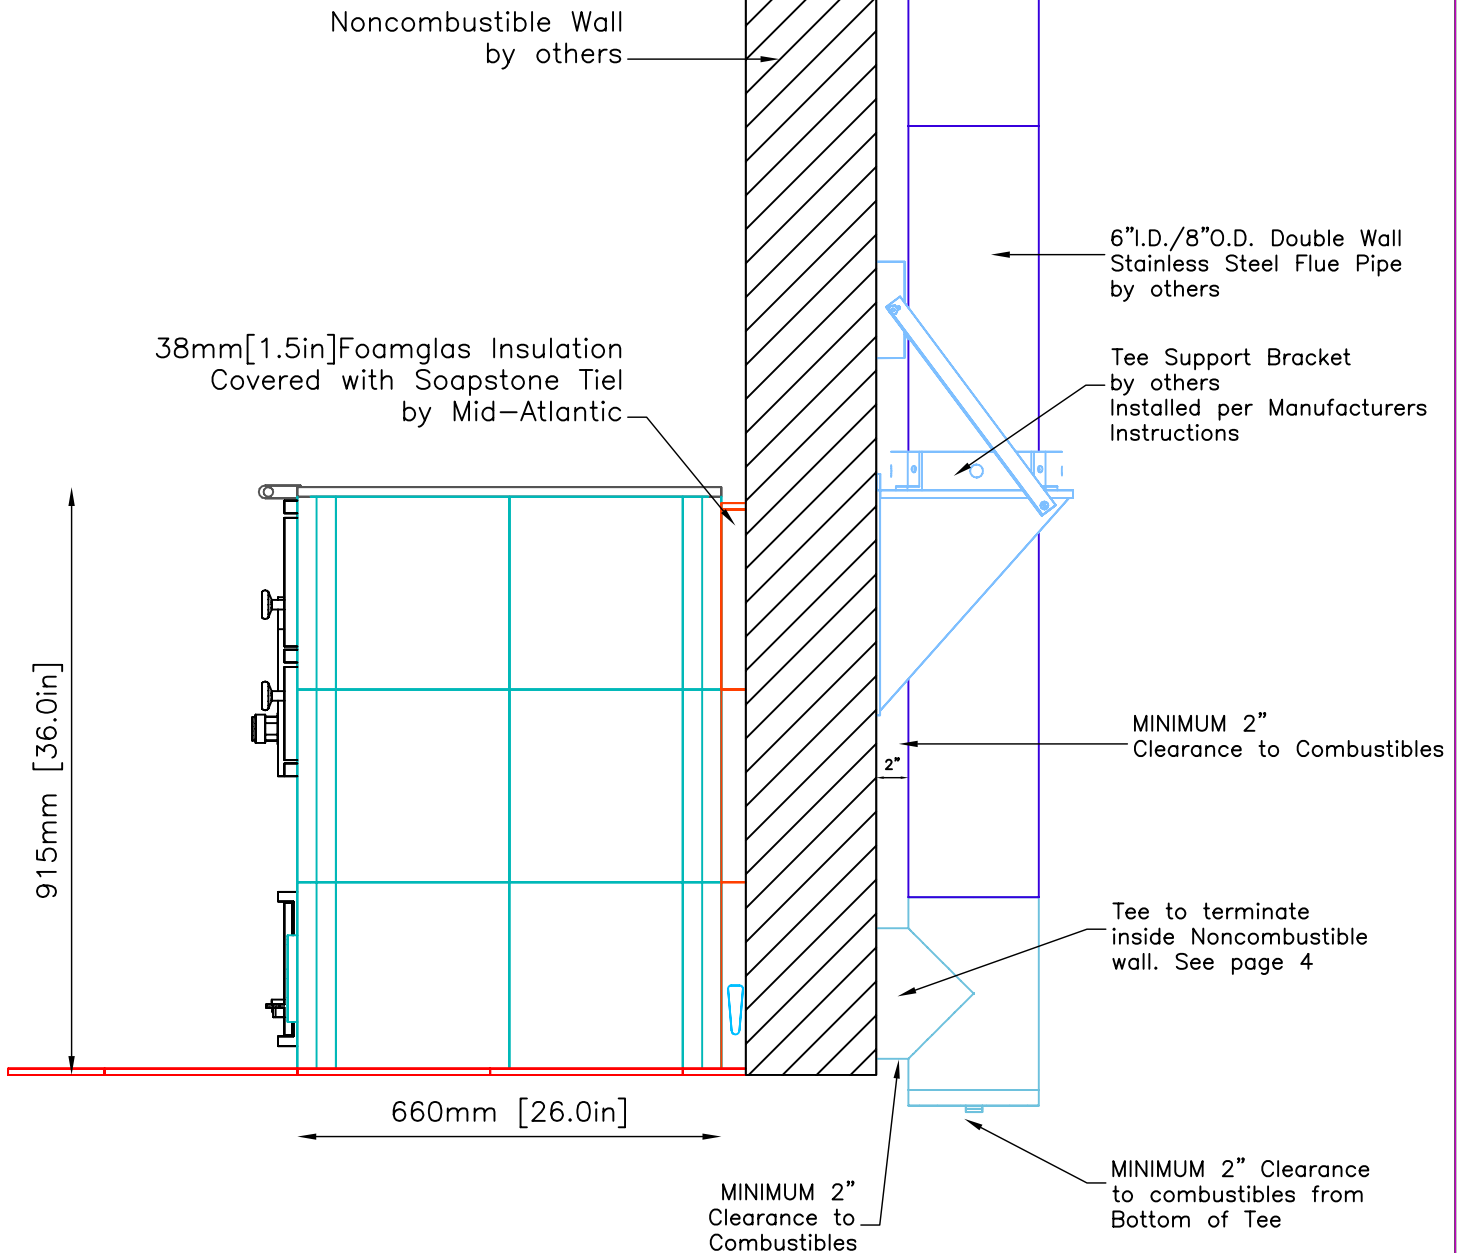 Noncombustible Wall
by others
6"I.D./8"O.D. Double Wall
Stainless Steel Flue Pipe
by others
38mm[1.5in]Foamglas Insulation
Covered with Soapstone Tiel
by Mid-Atlantic
Tee Support Bracket
by others
Installed per Manufacturers
Instructions
915mm [36.0in]
MINIMUM 2"
Clearance to Combustibles
2"
Tee to terminate
inside Noncombustible
wall. See page 4
660mm [26.0in]
MINIMUM 2"
Clearance to
Combustibles
MINIMUM 2" Clearance
to combustibles from
Bottom of Tee